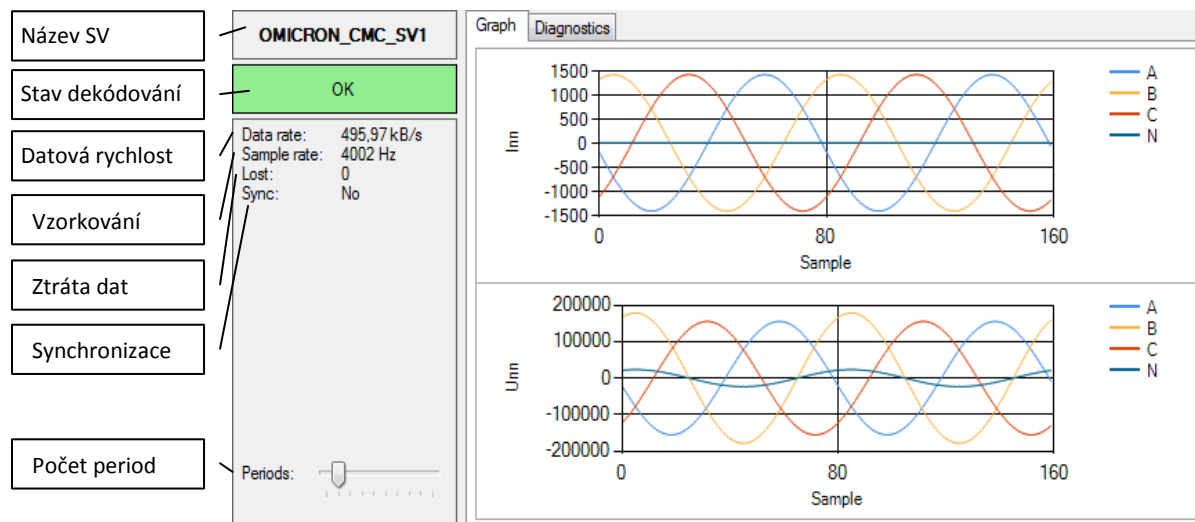 Název SV
Stav dekódování
Datová rychlost
Vzorkování
Ztráta dat
Synchronizace
Počet period
OMICRON_CMC_SV1
OK
Data rate: 495,97 kB/s
Sample rate: 4002 Hz
Lost: 0
Sync: No
Periods:
Graph Diagnostics
Inn
1500
1000
500
0
-500
-1000
-1500
0 80 160
Sample
A
B
C
N
Unn
200000
100000
0
-100000
-200000
0 80 160
Sample
A
B
C
N